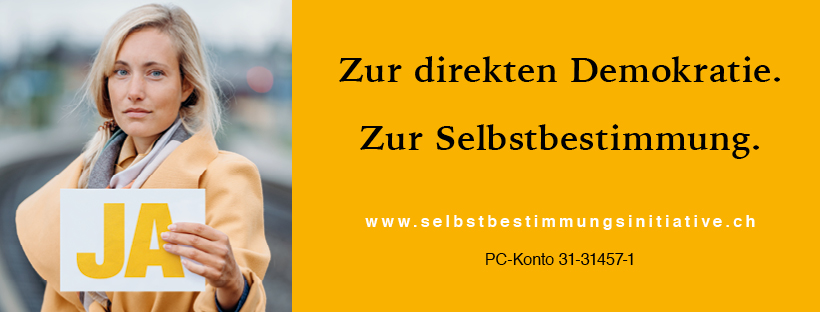 JA
Zur direkten Demokratie.
Zur Selbstbestimmung.
www.selbstbestimmungsinitiative.ch
PC-Konto 31-31457-1